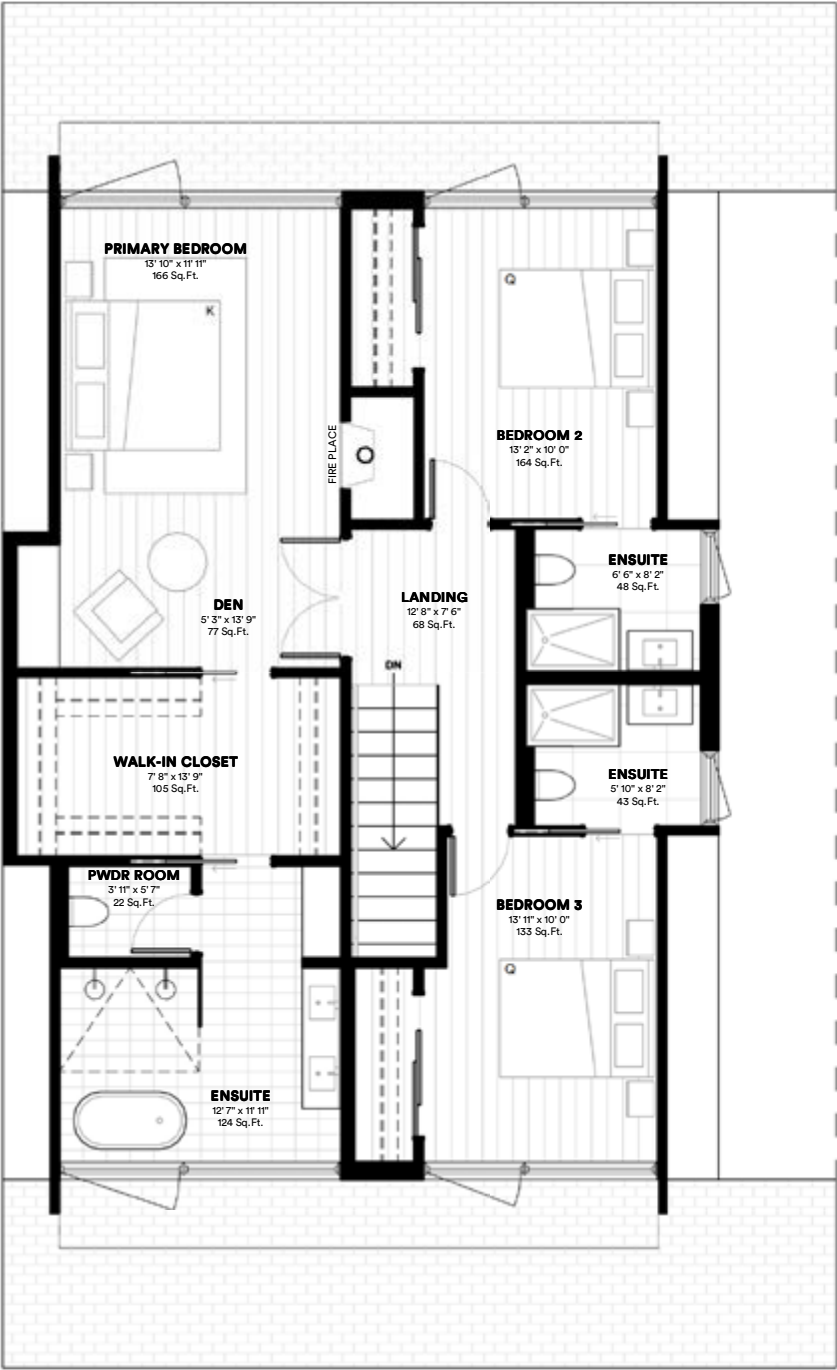 PRIMARY BEDROOM
13' 10" x 11' 11"
166 Sq.Ft.
K
Q
FIRE PLACE
BEDROOM 2
13' 2" x 10' 0"
164 Sq.Ft.
ENSUITE
6' 6" x 8' 2"
48 Sq.Ft.
DEN
5' 3" x 13' 9"
77 Sq.Ft.
LANDING
12' 8" x 7' 6"
68 Sq.Ft.
DN
WALK-IN CLOSET
7' 8" x 13' 9"
105 Sq.Ft.
ENSUITE
5' 10" x 8' 2"
43 Sq.Ft.
PWDR ROOM
3' 11" x 5' 7"
22 Sq.Ft.
BEDROOM 3
13' 11" x 10' 0"
133 Sq.Ft.
Q
ENSUITE
12' 7" x 11' 11"
124 Sq.Ft.